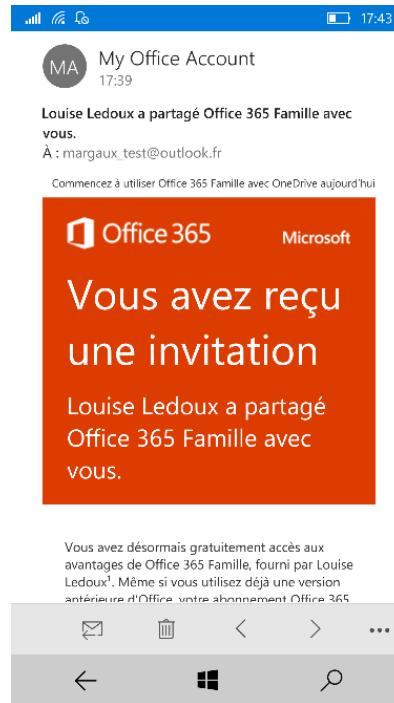 17:43
MA
My Office Account
17:39
Louise Ledoux a partagé Office 365 Famille avec
vous.
À : margaux_test@outlook.fr
Commencez à utiliser Office 365 Famille avec OneDrive aujourd'hui
Office 365
Microsoft
Vous avez reçu
une invitation
Louise Ledoux a partagé
Office 365 Famille avec
vous.
Vous avez désormais gratuitement accès aux
avantages de Office 365 Famille, fourni par Louise
Ledoux¹. Même si vous utilisez déjà une version
antérieure d'Office, votre abonnement Office 365